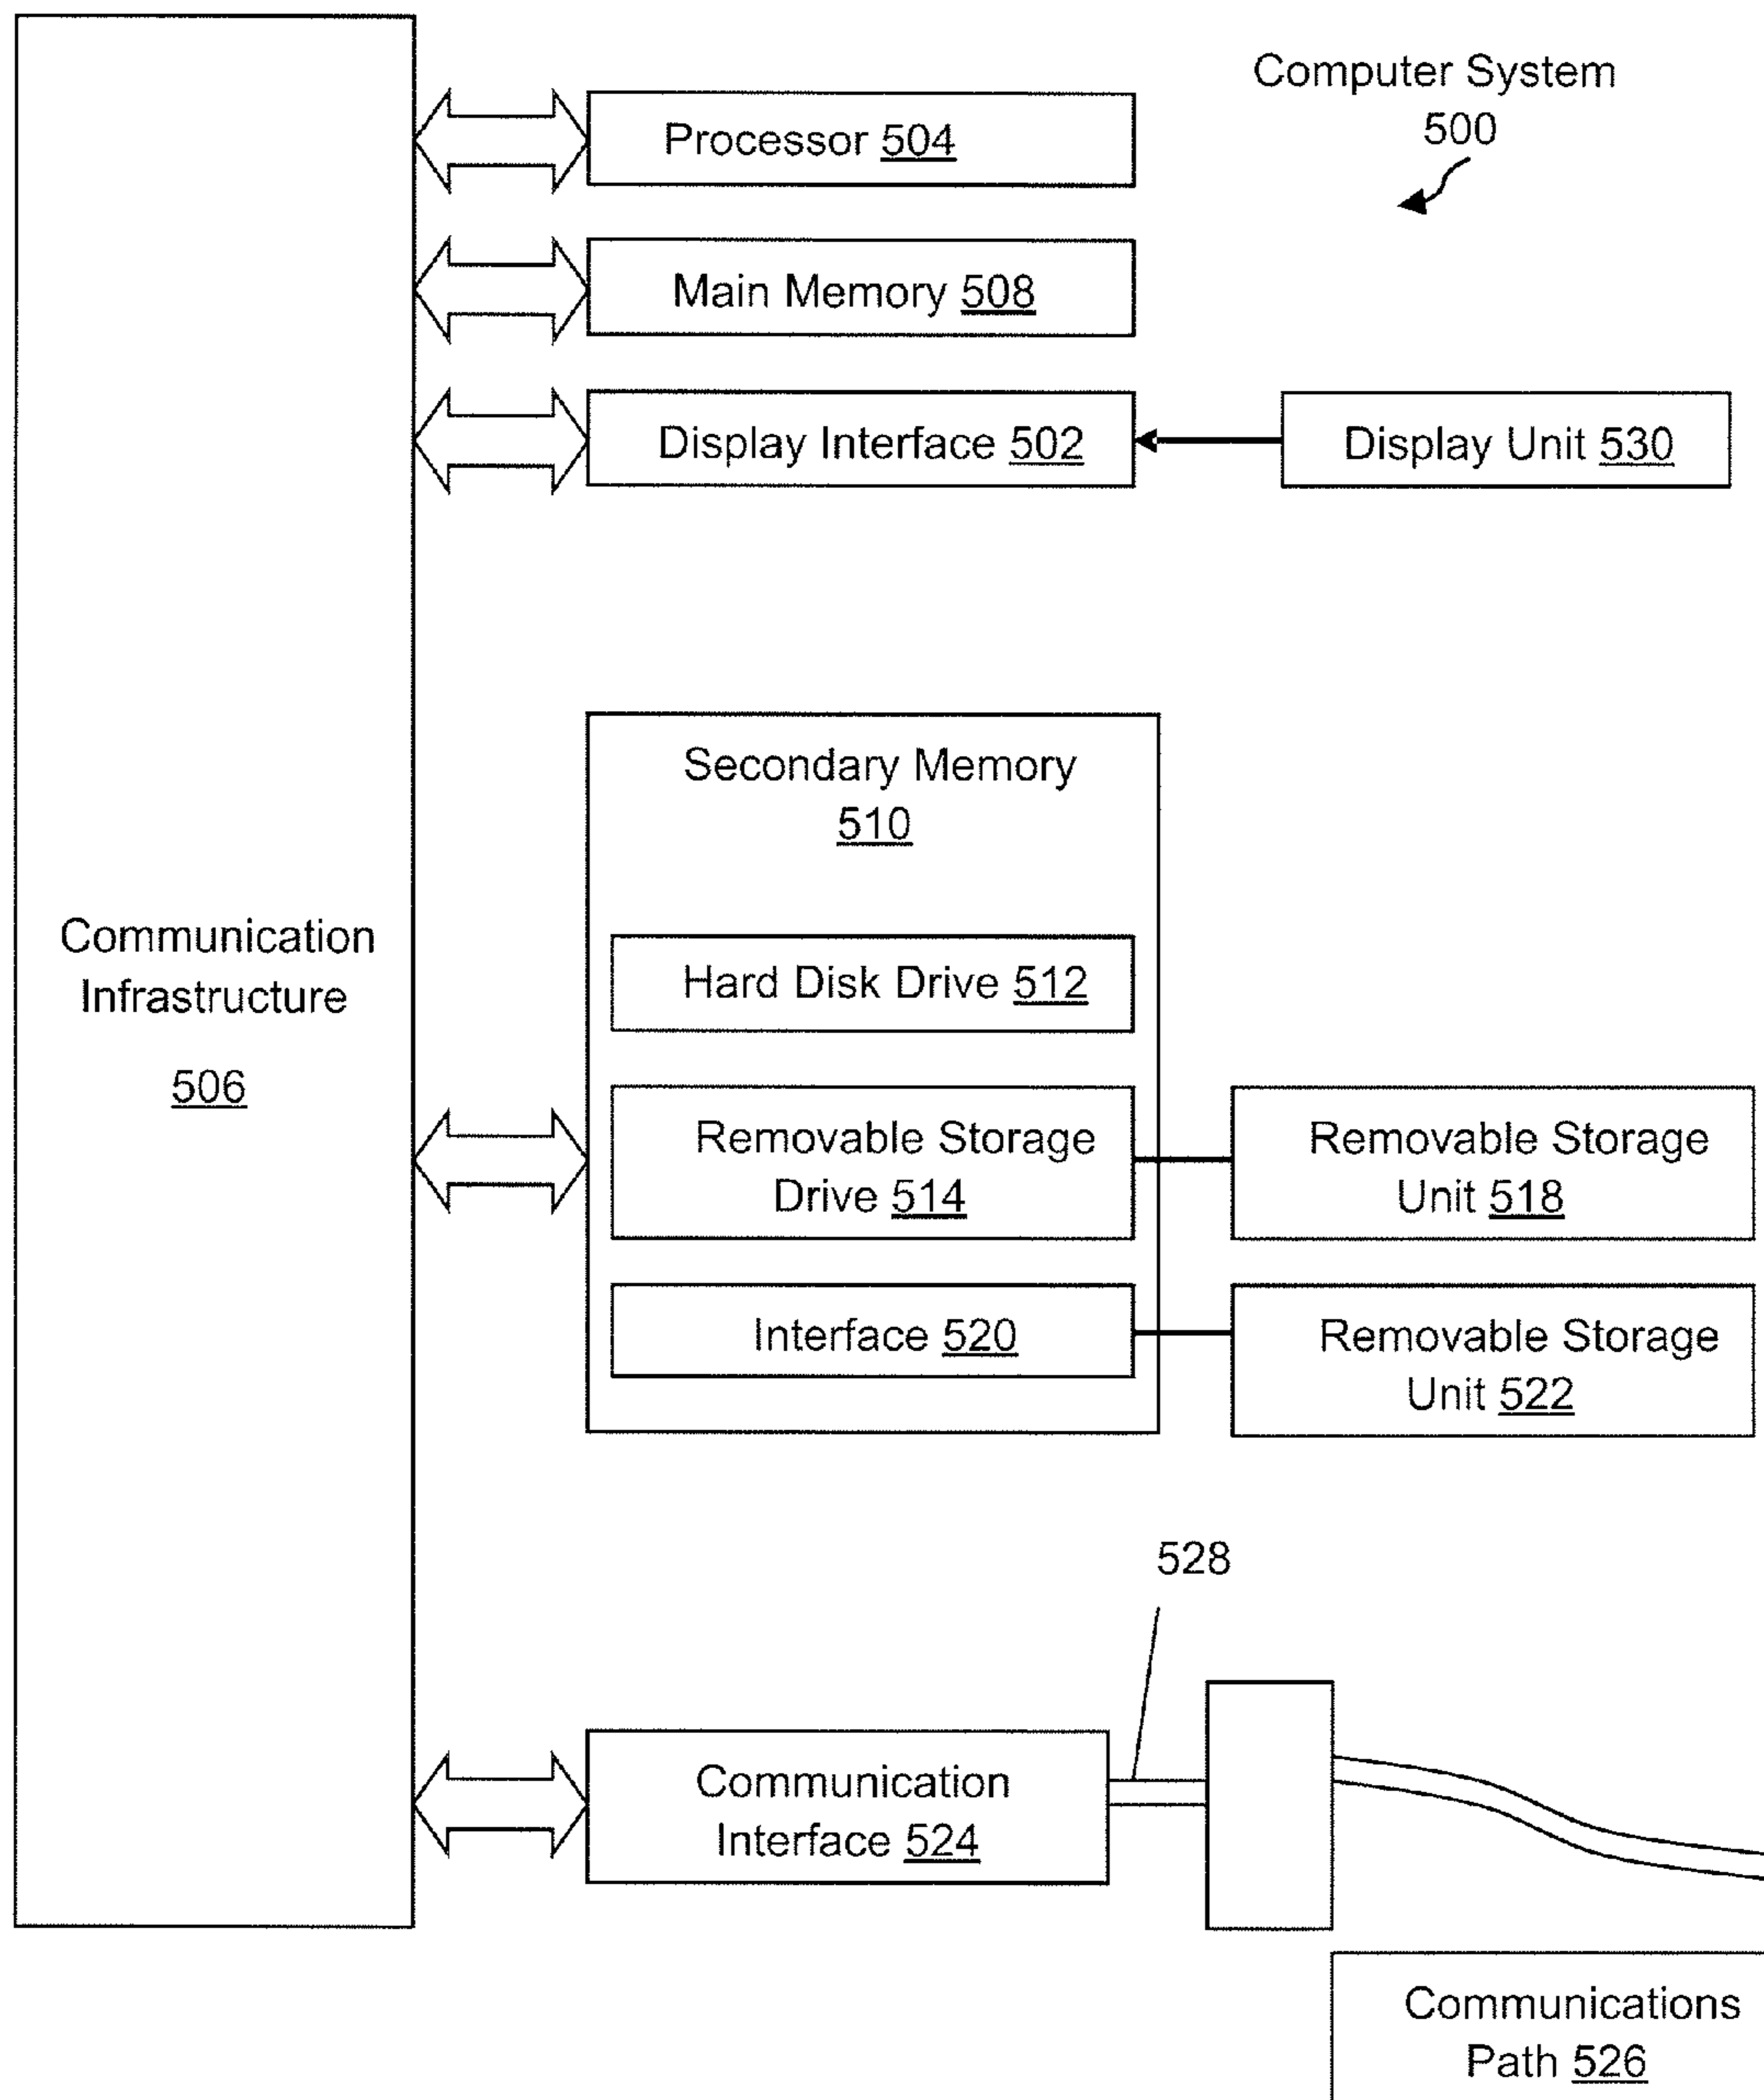 Computer System
500
Processor 504
Main Memory 508
Display Interface 502
Display Unit 530
Secondary Memory
510
Communication
Infrastructure
506
Hard Disk Drive 512
Removable Storage
Drive 514
Removable Storage
Unit 518
Interface 520
Removable Storage
Unit 522
528
Communication
Interface 524
Communications
Path 526